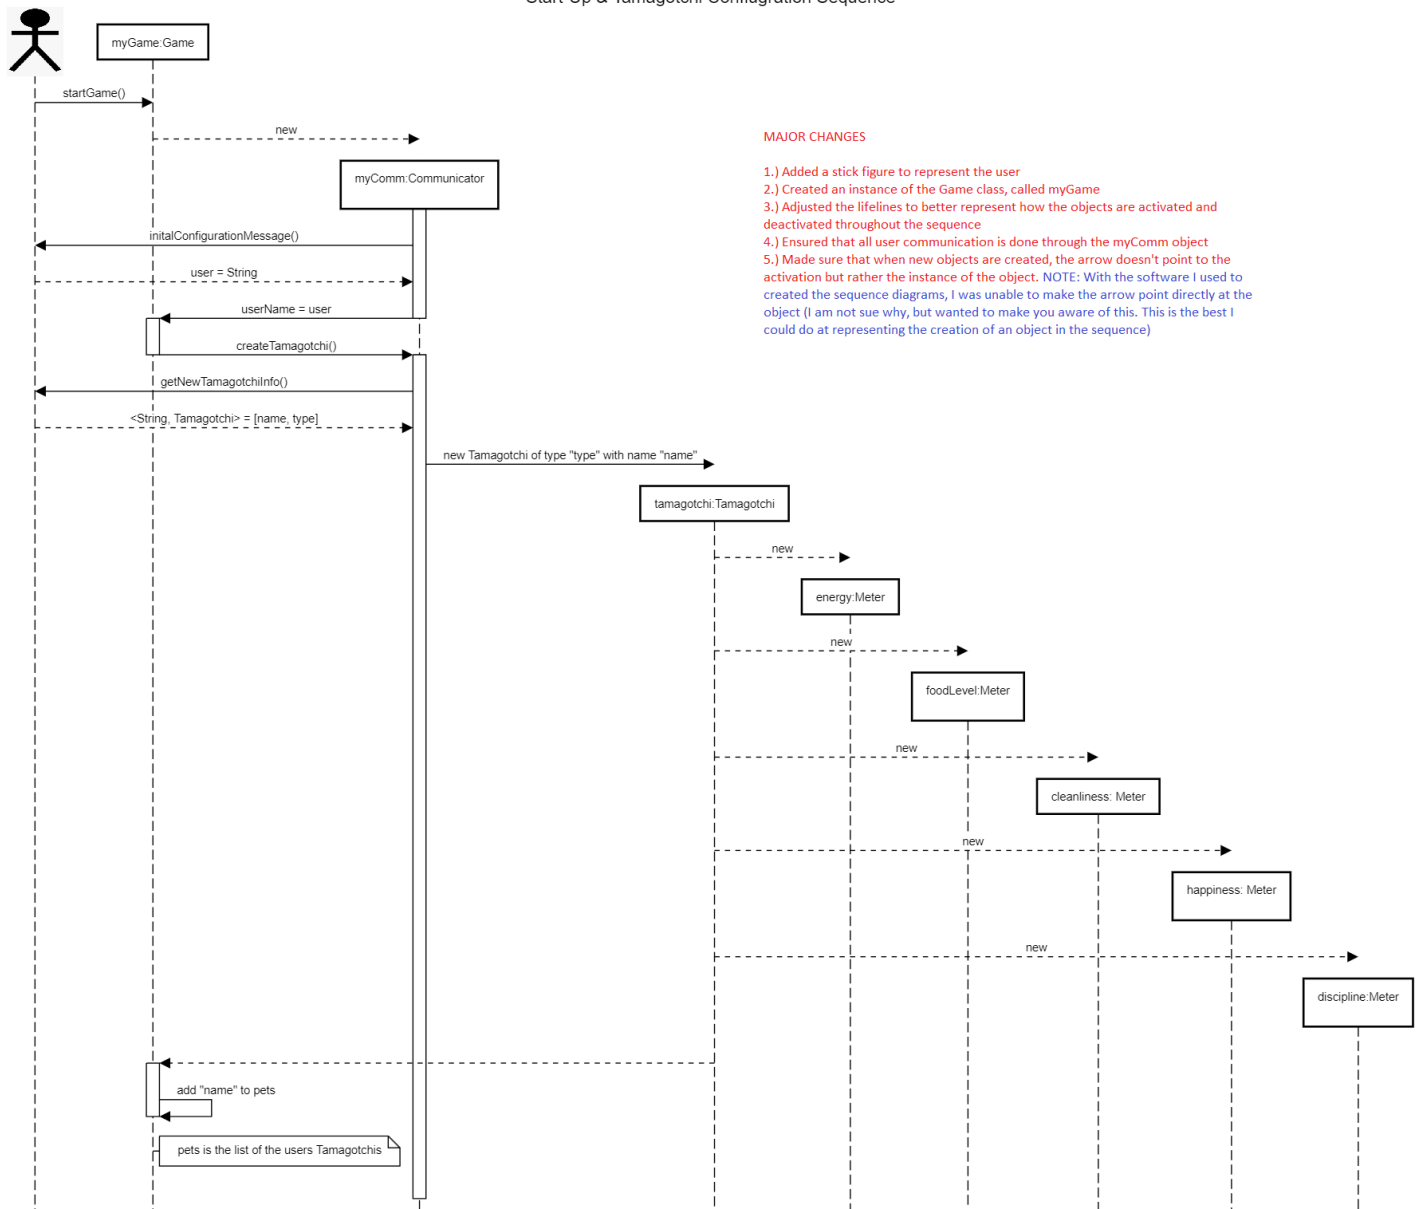 Start-Up & Tamagotchi Confiugration Sequence
myGame:Game
startGame()
new
myComm:Communicator
MAJOR CHANGES
1.) Added a stick figure to represent the user
2.) Created an instance of the Game class, called myGame
3.) Adjusted the lifelines to better represent how the objects are activated and
deactivated throughout the sequence
4.) Ensured that all user communication is done through the myComm object
5.) Made sure that when new objects are created, the arrow doesn't point to the
activation but rather the instance of the object. NOTE: With the software I used to
created the sequence diagrams, I was unable to make the arrow point directly at the
object (I am not sue why, but wanted to make you aware of this. This is the best I
could do at representing the creation of an object in the sequence)
initalConfigurationMessage()
user = String
userName = user
createTamagotchi()
getNewTamagotchiInfo()
<String, Tamagotchi> = [name, type]
new Tamagotchi of type "type" with name "name"
tamagotchi:Tamagotchi
new
energy:Meter
new
foodLevel:Meter
new
cleanliness: Meter
new
happiness: Meter
new
discipline:Meter
add "name" to pets
pets is the list of the users Tamagotchis